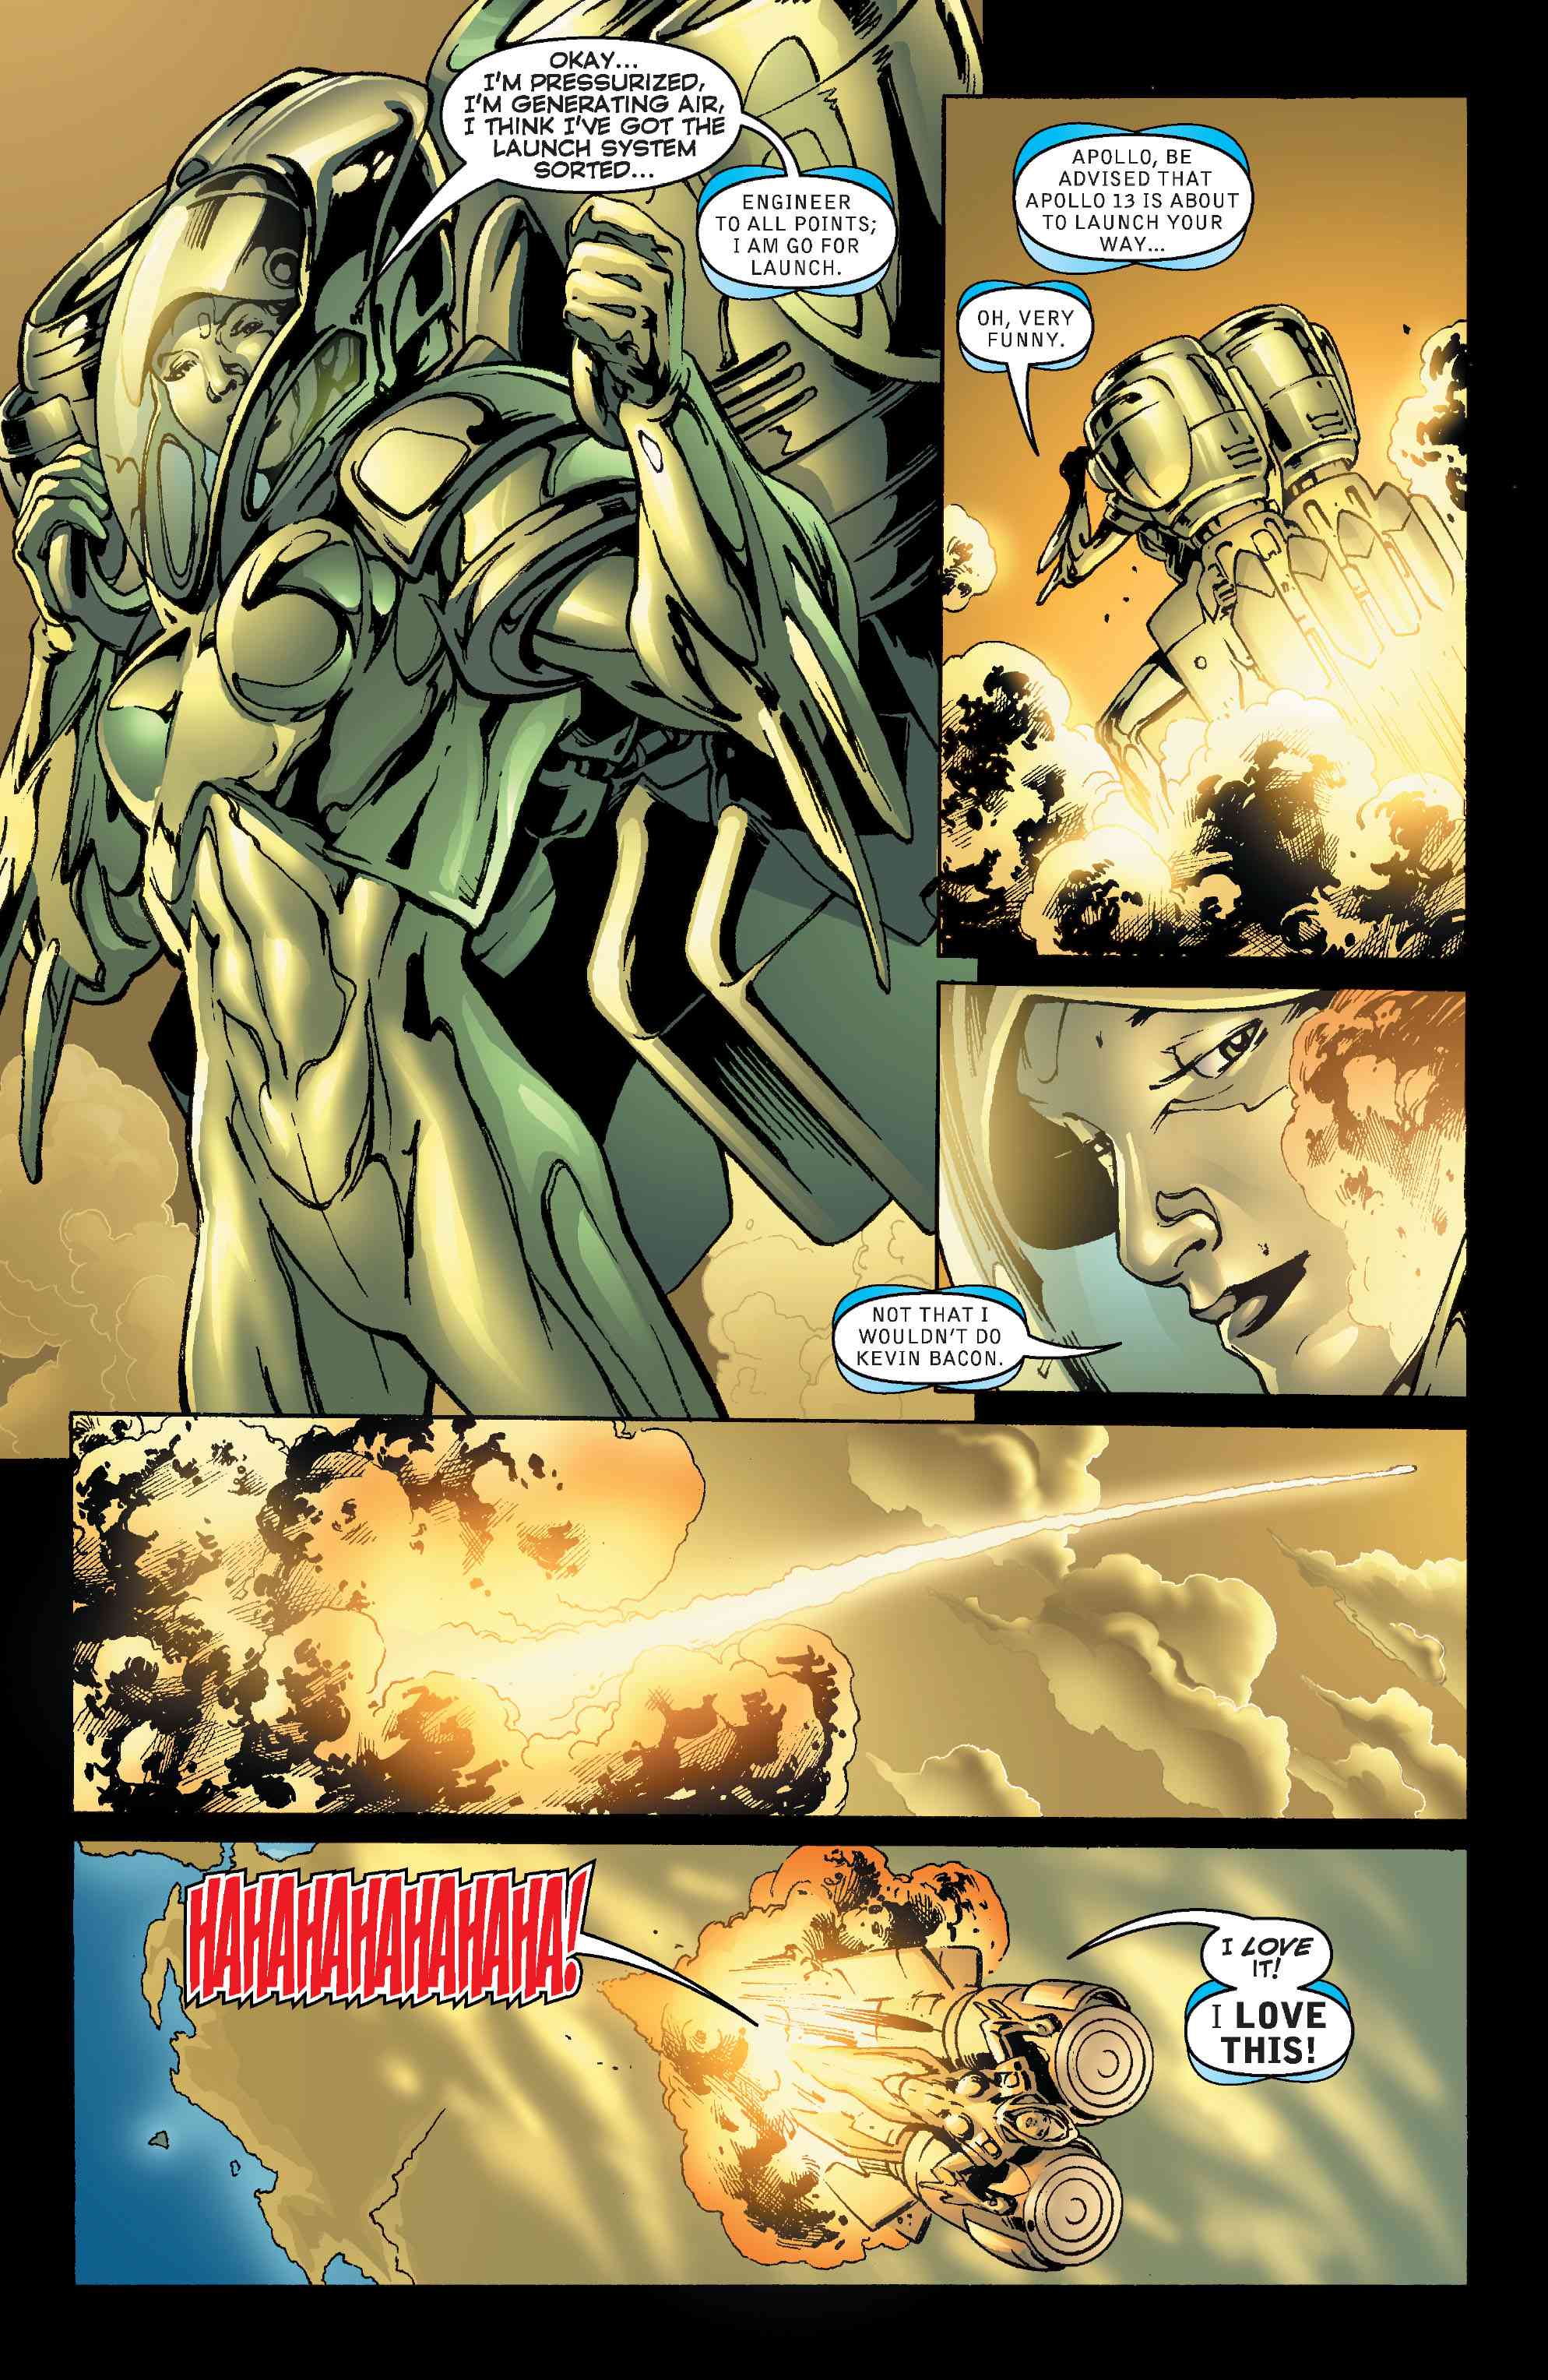 OKAY...
I'M PRESSURIZED,
I'M GENERATING AIR,
I THINK I'VE GOT THE
LAUNCH SYSTEM
SORTED...
ENGINEER
TO ALL POINTS;
I AM GO FOR
LAUNCH.
APOLLO, BE
ADVISED THAT
APOLLO 13 IS ABOUT
TO LAUNCH YOUR
WAY...
OH, VERY
FUNNY.
NOT THAT I
WOULDN'T DO
KEVIN BACON.
HAHAHAHAHAHAHA!
I LOVE
IT!
I LOVE
THIS!